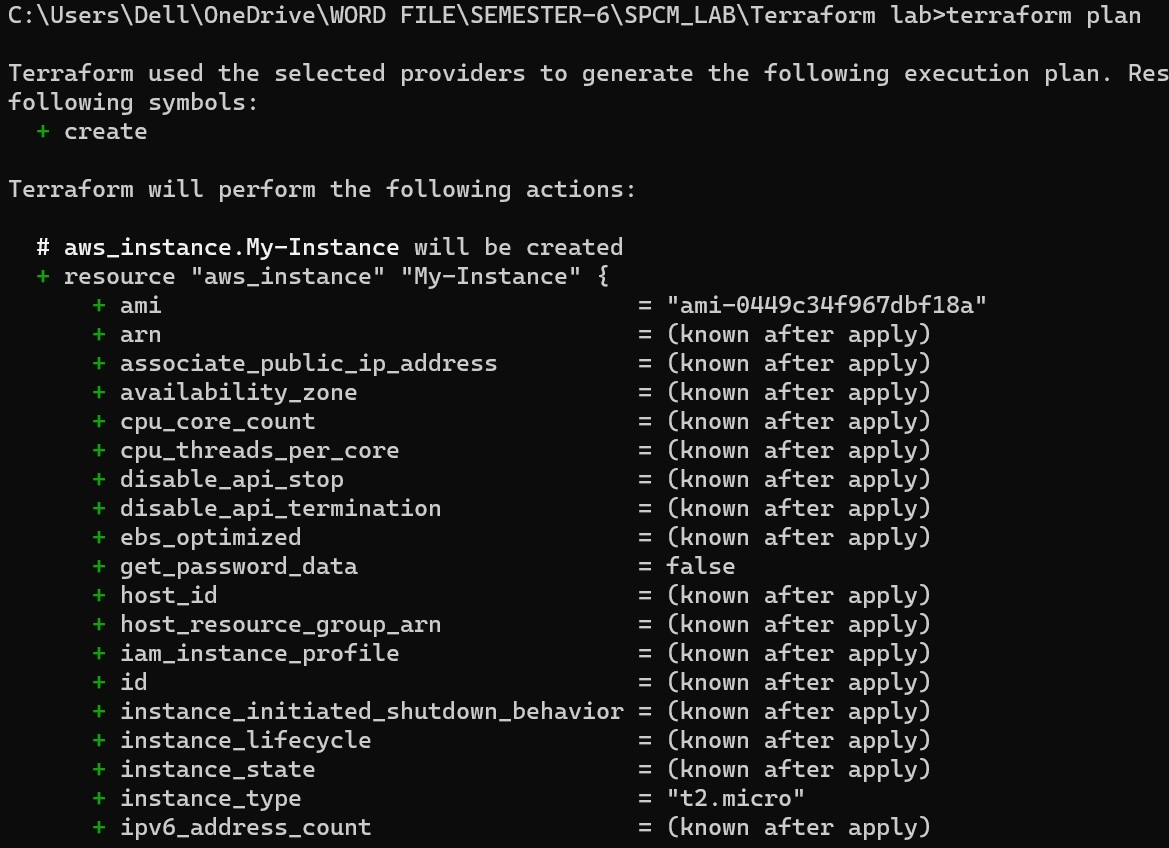 C:\Users\Dell\OneDrive\WORD FILE\SEMESTER-6\SPCM_LAB\Terraform lab>terraform plan
Terraform used the selected providers to generate the following execution plan. Res
following symbols:
+ create
Terraform will perform the following actions:
# aws_instance.My-Instance will be created
+ resource "aws_instance" "My-Instance" {
+ ami = "ami-0449c34f967dbf18a"
+ arn = (known after apply)
+ associate_public_ip_address = (known after apply)
+ availability_zone = (known after apply)
+ cpu_core_count = (known after apply)
+ cpu_threads_per_core = (known after apply)
+ disable_api_stop = (known after apply)
+ disable_api_termination = (known after apply)
+ ebs_optimized = (known after apply)
+ get_password_data = false
+ host_id = (known after apply)
+ host_resource_group_arn = (known after apply)
+ iam_instance_profile = (known after apply)
+ id = (known after apply)
+ instance_initiated_shutdown_behavior = (known after apply)
+ instance_lifecycle = (known after apply)
+ instance_state = (known after apply)
+ instance_type = "t2.micro"
+ ipv6_address_count = (known after apply)